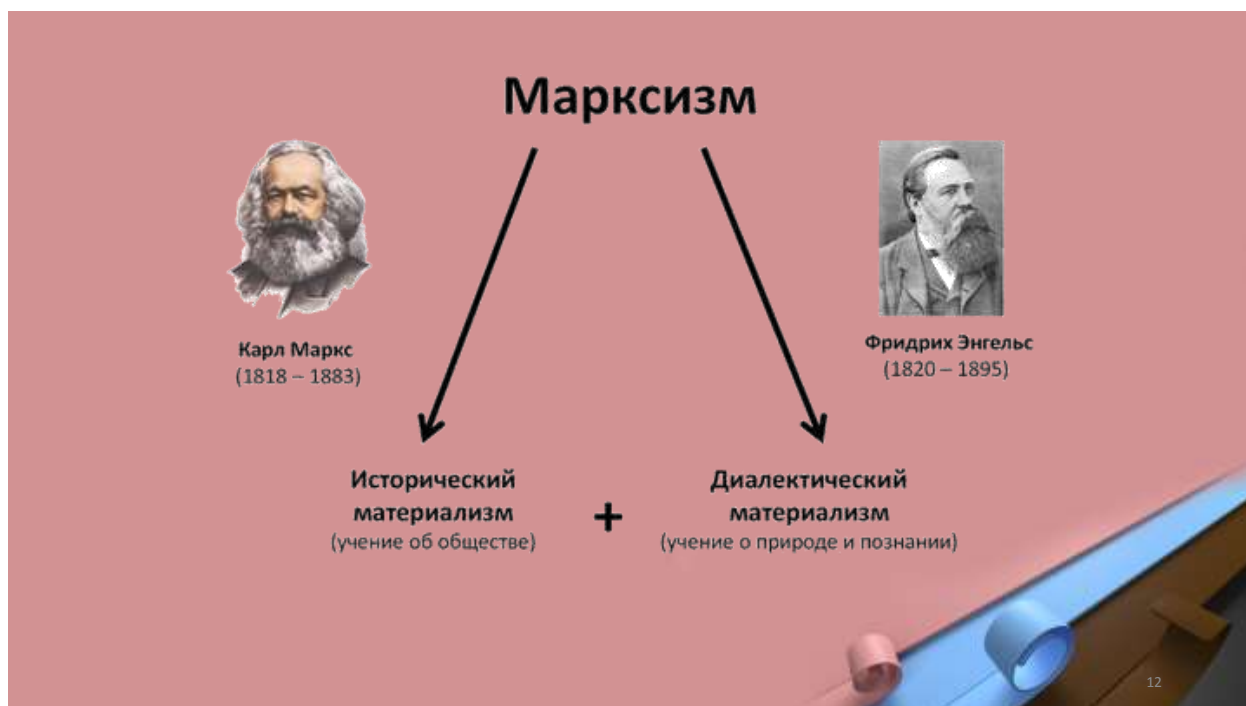 Марксизм
Карл Маркс
(1818 – 1883)
Фридрих Энгельс
(1820 – 1895)
Исторический
материализм
(учение об обществе)
+
Диалектический
материализм
(учение о природе и познании)
12